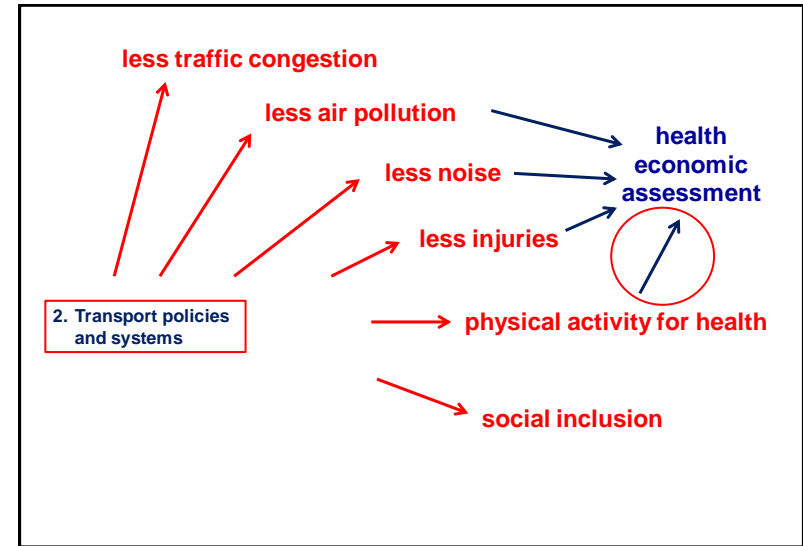 less traffic congestion
less air pollution
health
economic
assessment
less noise
less injuries
2. Transport policies
and systems
physical activity for health
social inclusion